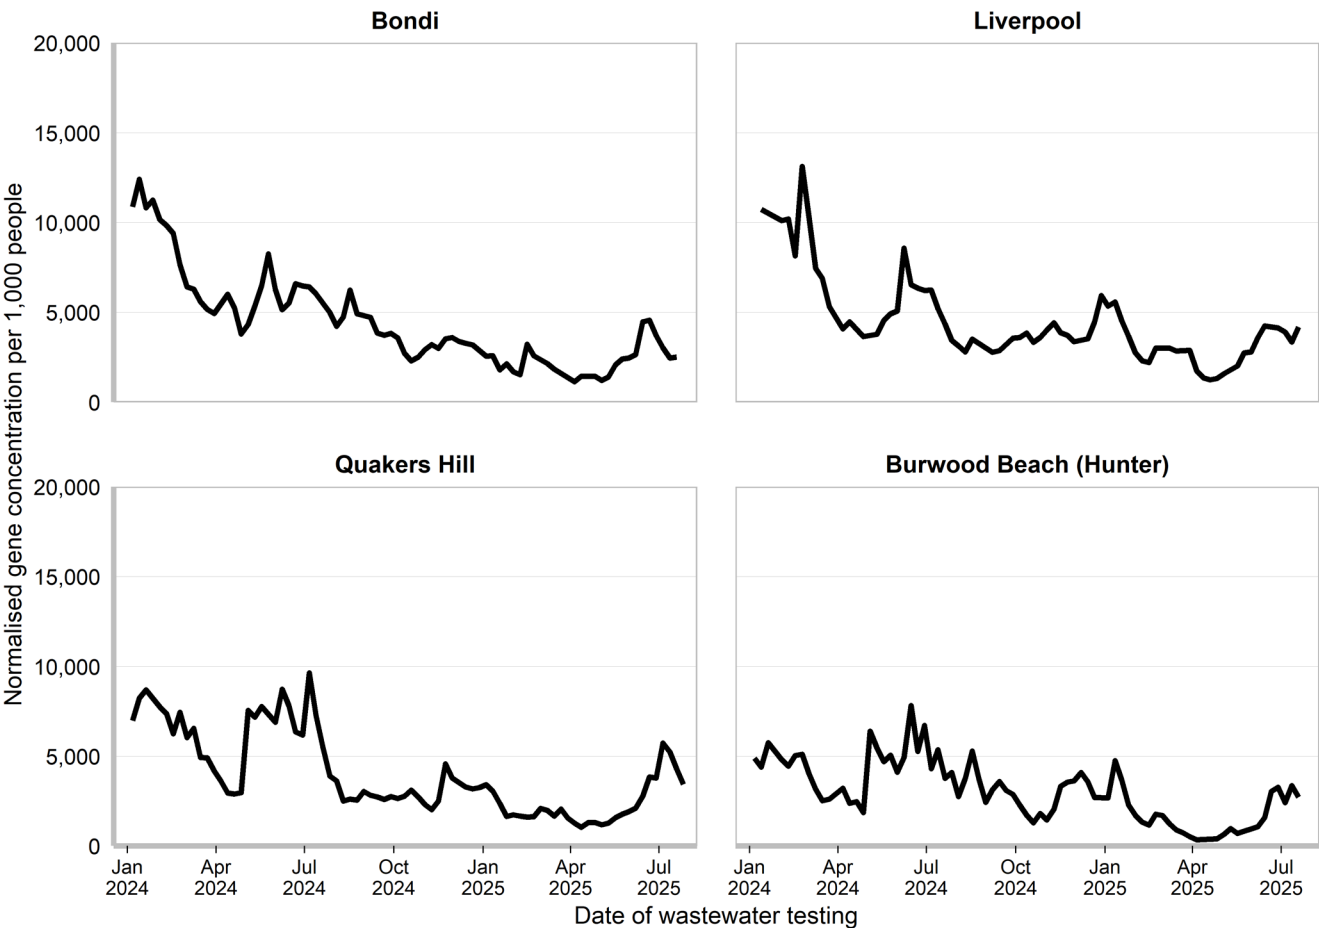 Bondi
Liverpool
20,000
15,000
10,000
5,000
0
Quakers Hill
Burwood Beach (Hunter)
20,000
15,000
10,000
5,000
0
Normalised gene concentration per 1,000 people
Jan Apr Jul Oct Jan Apr Jul
2024 2024 2024 2024 2025 2025 2025
Jan Apr Jul Oct Jan Apr Jul
2024 2024 2024 2024 2025 2025 2025
Date of wastewater testing